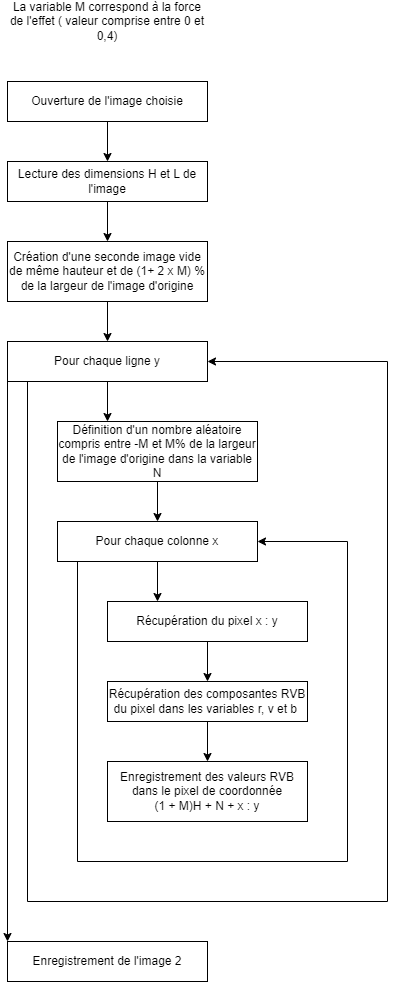 La variable M correspond à la force
de l'effet ( valeur comprise entre 0 et
0,4)
Ouverture de l'image choisie
Lecture des dimensions H et L de
l'image
Création d'une seconde image vide
de même hauteur et de (1+ 2 x M) %
de la largeur de l'image d'origine
Pour chaque ligne y
Définition d'un nombre aléatoire
compris entre -M et M% de la largeur
de l'image d'origine dans la variable
N
Pour chaque colonne x
Récupération du pixel x : y
Récupération des composantes RVB
du pixel dans les variables r, v et b
Enregistrement des valeurs RVB
dans le pixel de coordonnée
(1 + M)H + N + x : y
Enregistrement de l'image 2